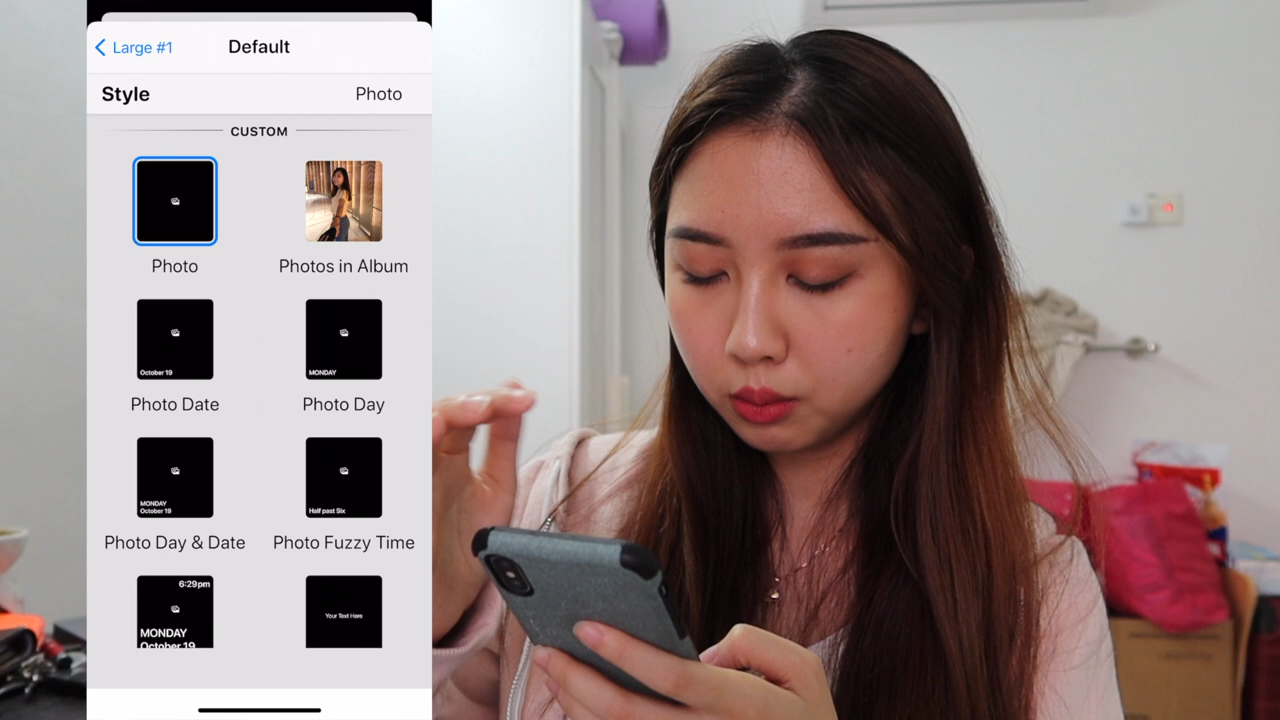 Large #1
Default
Style
Photo
CUSTOM
Photo
Photos in Album
October 19
MONDAY
Photo Date
Photo Day
MONDAY
October 19
Half past Six
Photo Day & Date
Photo Fuzzy Time
6:29pm
MONDAY
October 19
Your Text Here